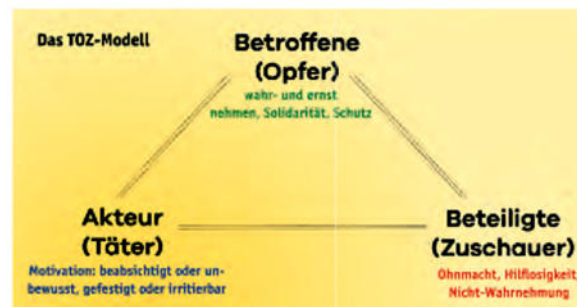 Das TOZ-Modell
Betroffene
(Opfer)
wahr- und ernst
nehmen, Solidarität, Schutz
Akteur
(Täter)
Motivation: beabsichtigt oder un-
bewusst, gefestigt oder irritierbar
Beteiligte
(Zuschauer)
Ohnmacht, Hilflosigkeit,
Nicht-Wahrnehmung